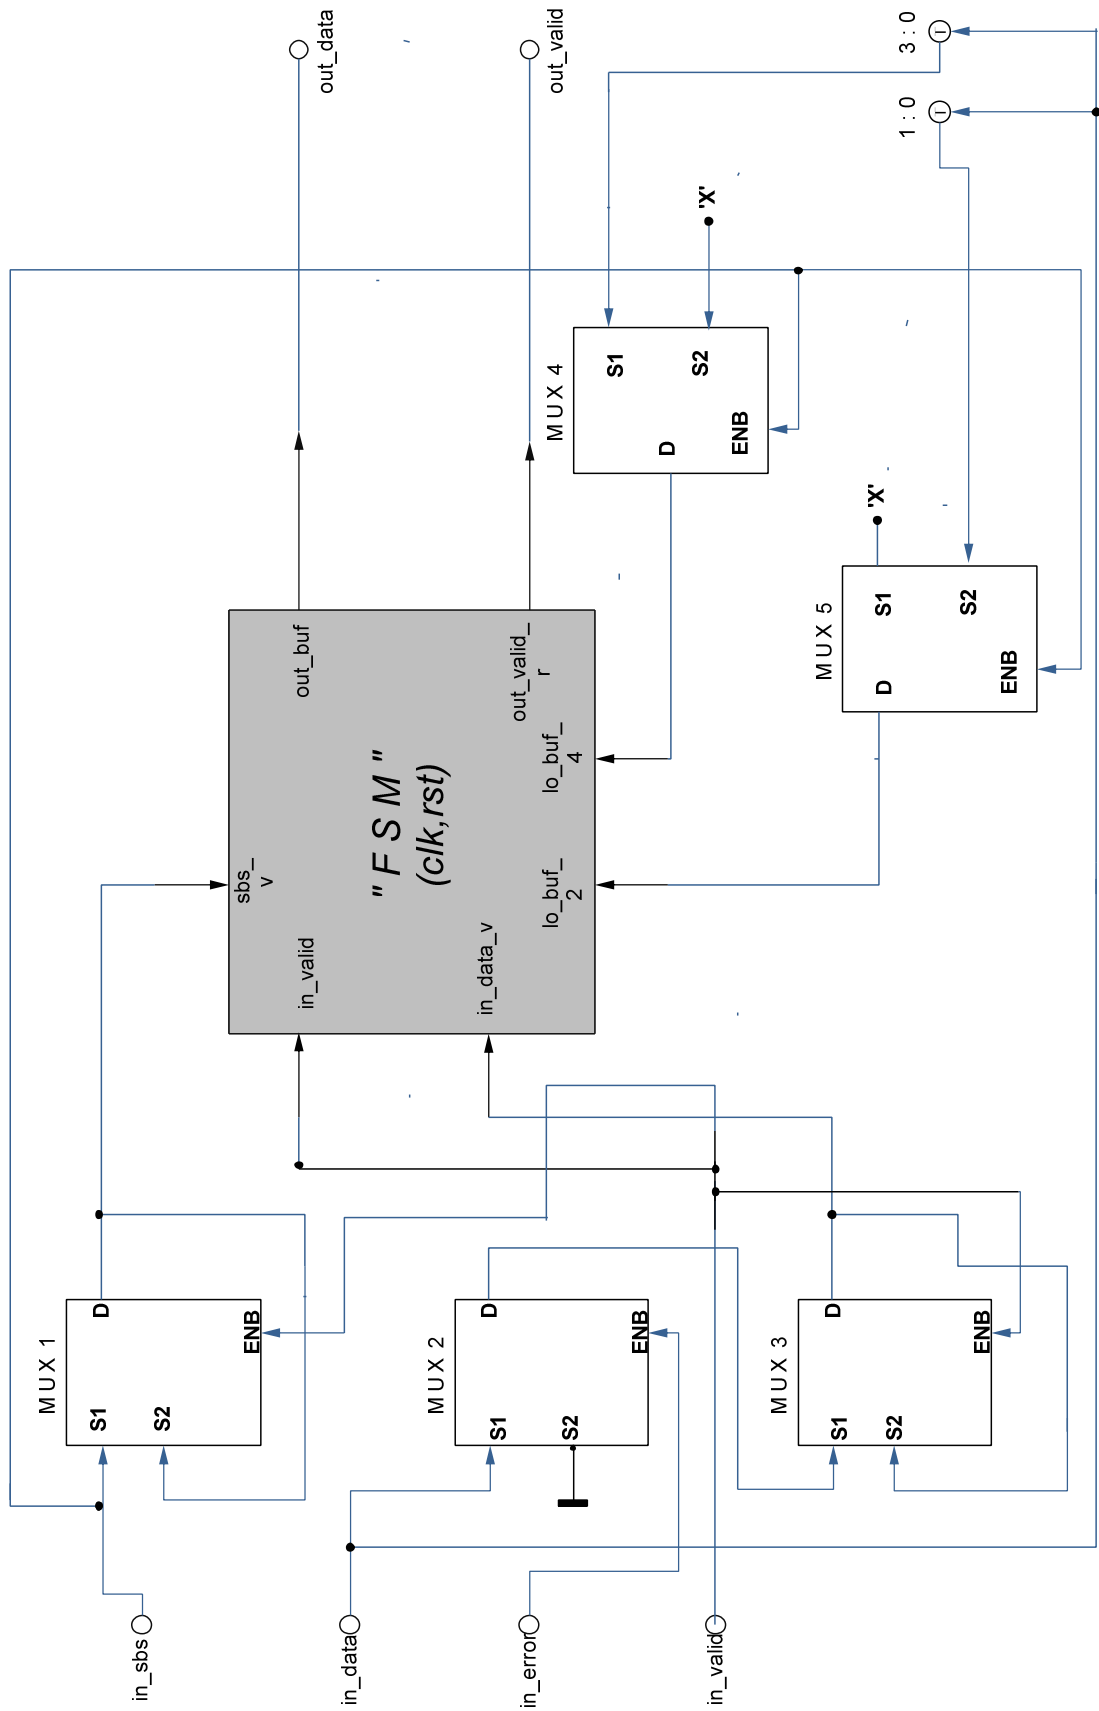 in_sbs
in_data
in_error
in_valid
MUX 1
S1
S2
D
ENB
MUX 2
S1
S2
D
ENB
MUX 3
S1
S2
D
ENB
"FSM"
(clk,rst)
sbs_
v
in_valid
in_data_v
lo_buf_
2
lo_buf_
4
out_buf
out_valid_
r
MUX 4
S1
S2
D
ENB
'X'
MUX 5
S1
S2
D
ENB
'X'
out_data
out_valid
3:0
1:0